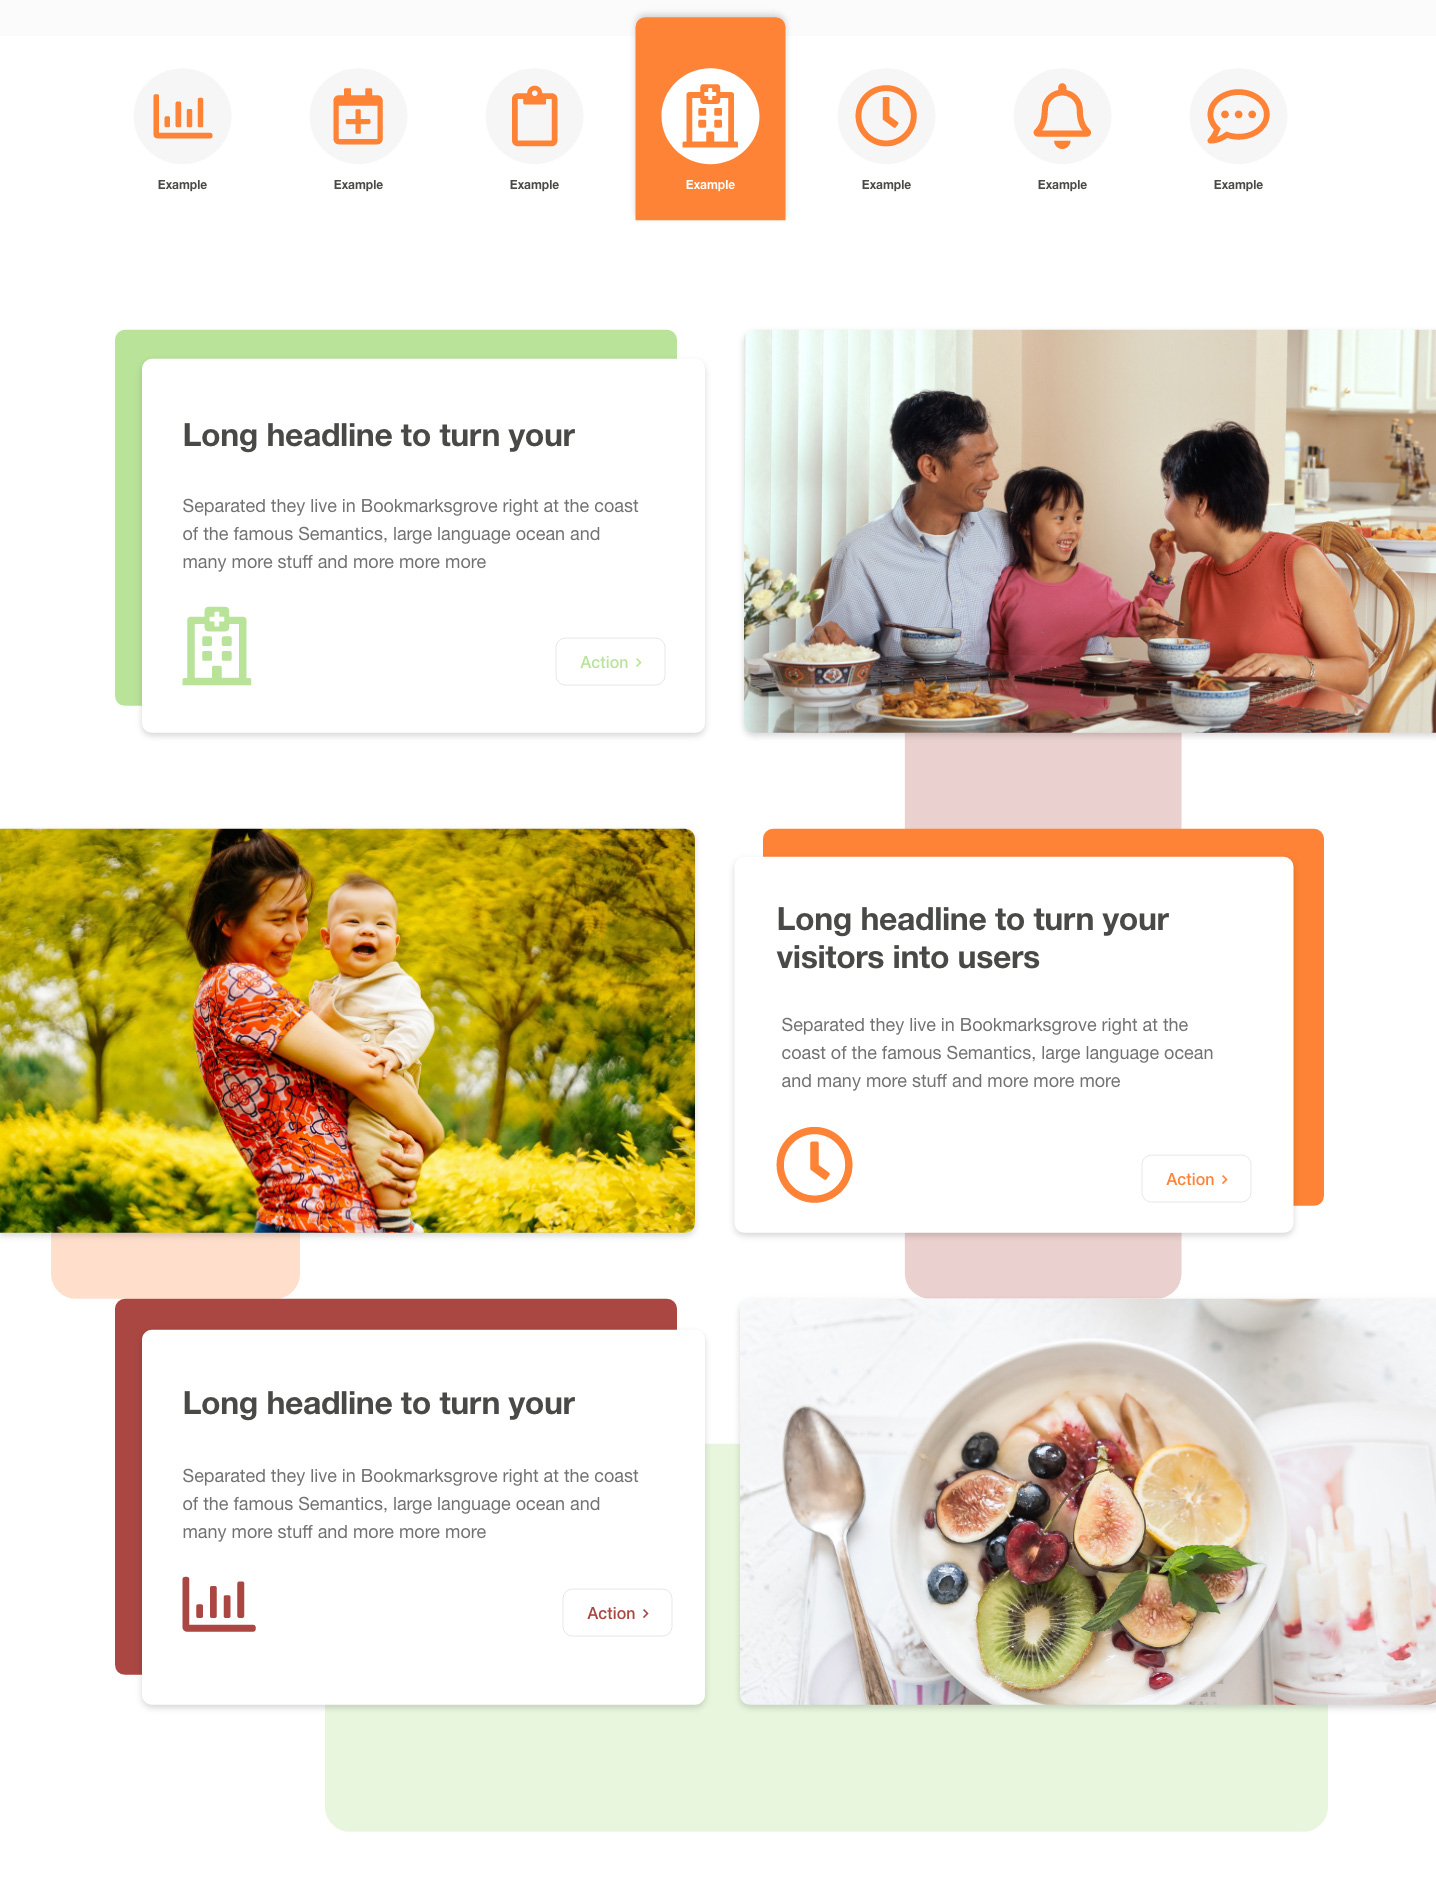 Example
Example
Example
Example
Example
Example
Example
Long headline to turn your
Separated they live in Bookmarksgrove right at the coast
of the famous Semantics, large language ocean and
many more stuff and more more more
Action
Long headline to turn your
visitors into users
Separated they live in Bookmarksgrove right at the
coast of the famous Semantics, large language ocean
and many more stuff and more more more
Action
Long headline to turn your
Separated they live in Bookmarksgrove right at the coast
of the famous Semantics, large language ocean and
many more stuff and more more more
Action